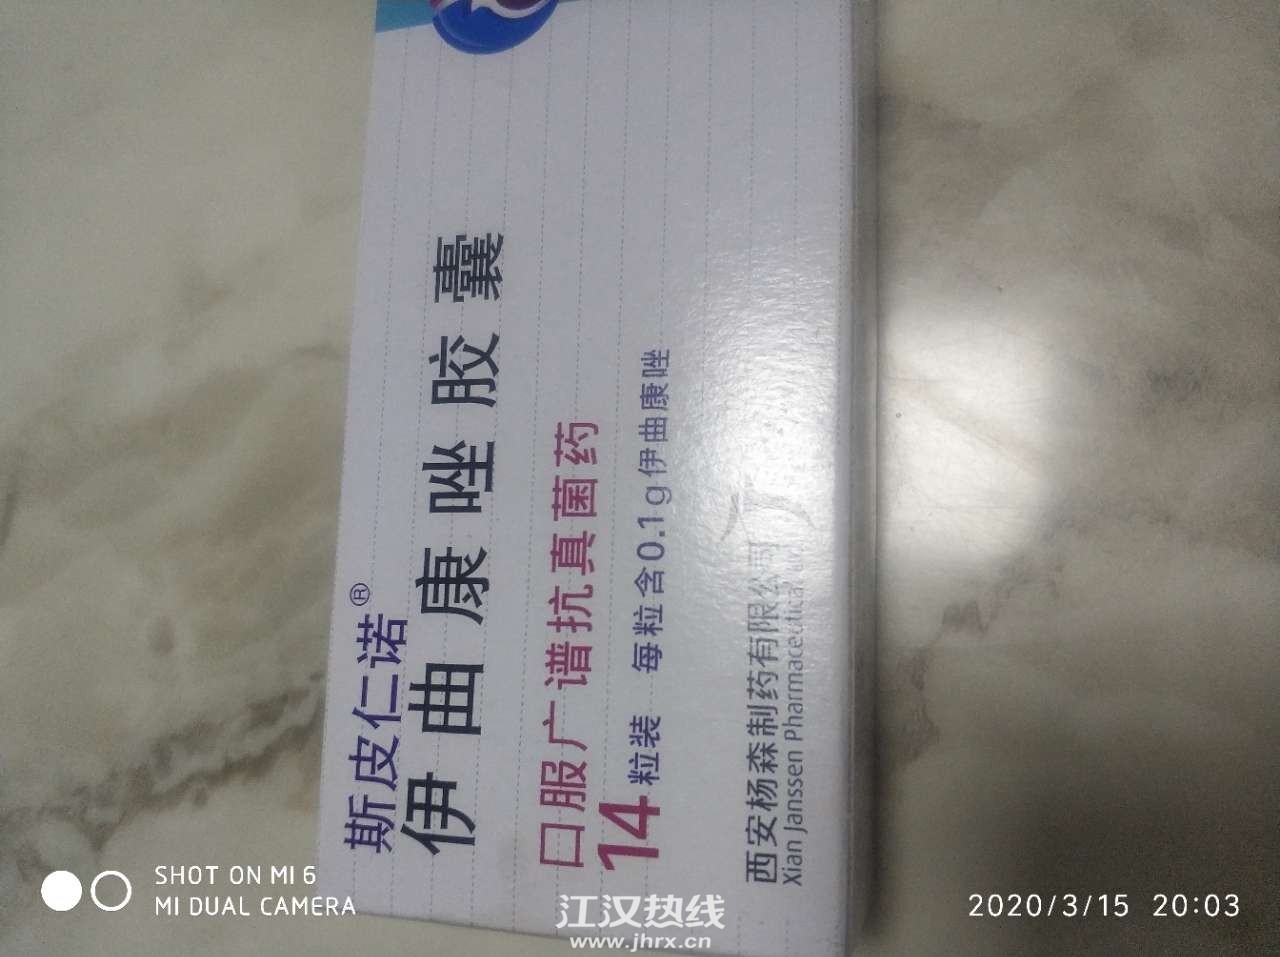 斯皮仁诺®
伊曲康唑胶囊
口服广谱抗真菌药
14粒装 每粒含0.1g伊曲康唑
西安杨森制药有限公司
Xian Janssen Pharmaceutical Ltd.
SHOT ON MI 6
MI DUAL CAMERA
江汉热线
www.jhrx.cn
2020/3/15 20:03